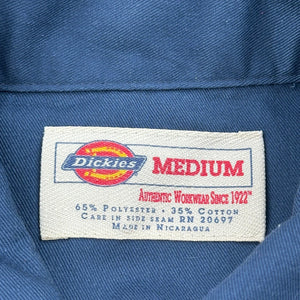 Dickies
MEDIUM
AUTHENTIC WORKWEAR SINCE 1922™
65% POLYESTER • 35% COTTON
CARE IN SIDE SEAM RN 20697
MADE IN NICARAGUA